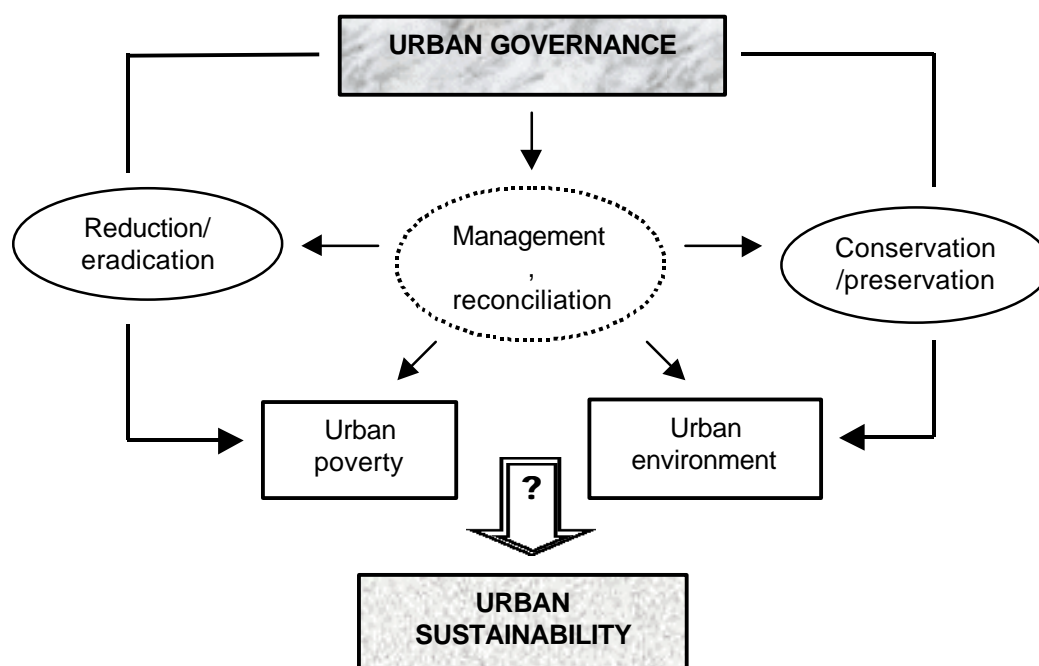 URBAN GOVERNANCE
Reduction/
eradication
Management
,
reconciliation
Conservation
/preservation
Urban
poverty
Urban
environment
?
URBAN
SUSTAINABILITY